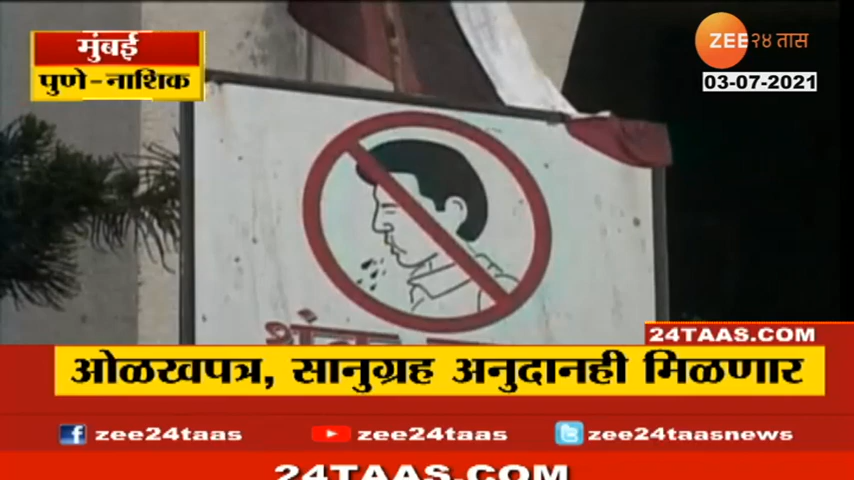 मुंबई
पुणे-नाशिक
ZEE २४ तास
03-07-2021
24TAAS.COM
ओळखपत्र, सानुग्रह अनुदानही मिळणार
zee24taas
zee24taas
zee24taasnews
24TAAS.COM